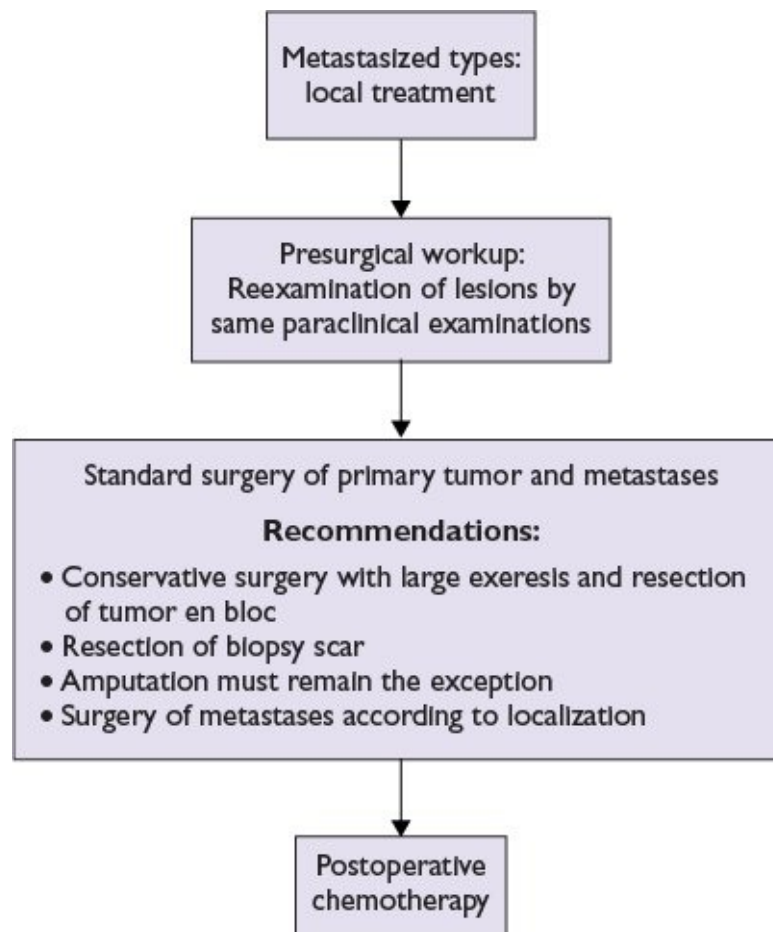 Metastasized types:
local treatment
Presurgical workup:
Reexamination of lesions by
same paraclinical examinations
Standard surgery of primary tumor and metastases
Recommendations:
• Conservative surgery with large exeresis and resection
of tumor en bloc
• Resection of biopsy scar
• Amputation must remain the exception
• Surgery of metastases according to localization
Postoperative
chemotherapy